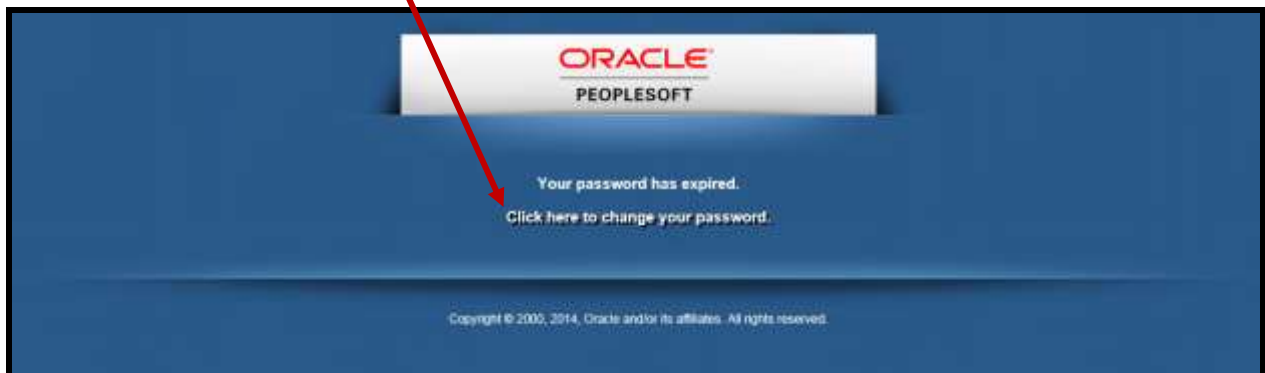 ORACLE®
PEOPLESOFT
Your password has expired.
Click here to change your password.
Copyright © 2000, 2014, Oracle and/or its affiliates. All rights reserved.